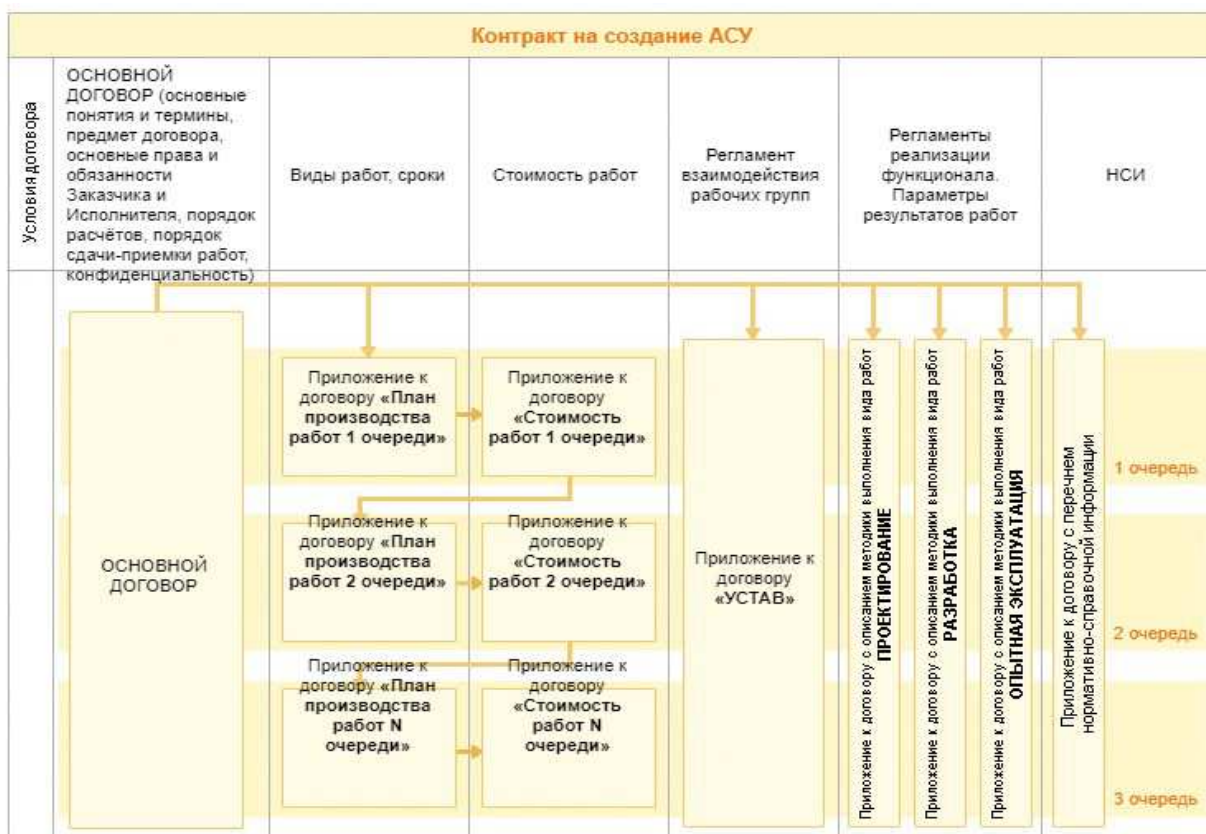 Контракт на создание АСУ
Условия договора
ОСНОВНОЙ
ДОГОВОР (основные
понятия и термины,
предмет договора,
основные права и
обязанности
Заказчика и
Исполнителя, порядок
расчётов, порядок
сдачи-приемки работ,
конфиденциальность)
Виды работ, сроки
Стоимость работ
Регламент
взаимодействия
рабочих групп
Регламенты
реализации
функционала.
Параметры
результатов работ
НСИ
ОСНОВНОЙ
ДОГОВОР
Приложение к
договору «План
производства
работ 1 очереди»
Приложение к
договору
«Стоимость
работ 1 очереди»
Приложение к
договору «План
производства
работ 2 очереди»
Приложение к
договору
«Стоимость
работ 2 очереди»
Приложение к
договору «План
производства
работ N
очереди»
Приложение к
договору
«Стоимость
работ N
очереди»
Приложение к
договору
«УСТАВ»
Приложение к договору с описанием методики выполнения вида работ
ПРОЕКТИРОВАНИЕ
Приложение к договору с описанием методики выполнения вида работ
РАЗРАБОТКА
Приложение к договору с описанием методики выполнения вида работ
ОПЫТНАЯ ЭКСПЛУАТАЦИЯ
Приложение к договору с перечнем
нормативно-справочной информации
1 очередь
2 очередь
3 очередь